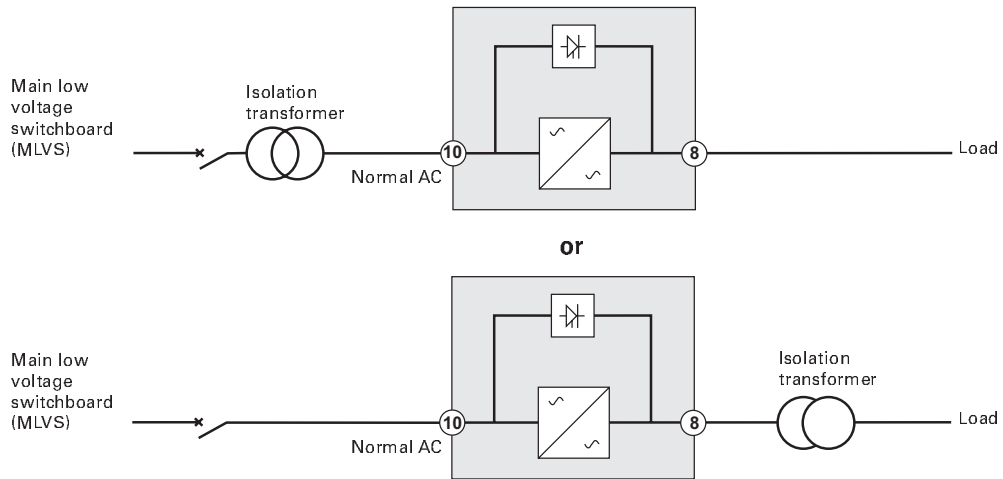 Main low
voltage
switchboard
(MLVS)
Isolation
transformer
10
Normal AC
8
Load
or
Main low
voltage
switchboard
(MLVS)
10
Normal AC
8
Isolation
transformer
Load